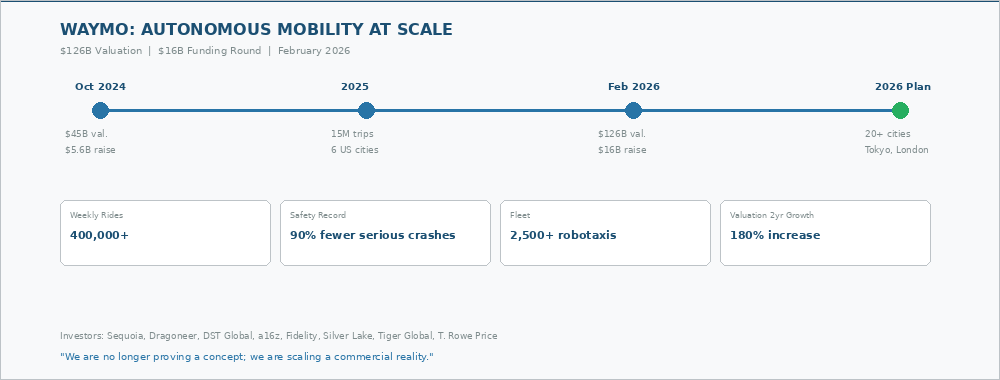 WAYMO: AUTONOMOUS MOBILITY AT SCALE
$126B Valuation | $16B Funding Round | February 2026
Oct 2024
2025
Feb 2026
2026 Plan
$45B val.
15M trips
$126B val.
20+ cities
$5.6B raise
6 US cities
$16B raise
Tokyo, London
Weekly Rides
Safety Record
Fleet
Valuation 2yr Growth
400,000+
90% fewer serious crashes
2,500+ robotaxis
180% increase
Investors: Sequoia, Dragoneer, DST Global, a16z, Fidelity, Silver Lake, Tiger Global, T. Rowe Price
"We are no longer proving a concept; we are scaling a commercial reality."